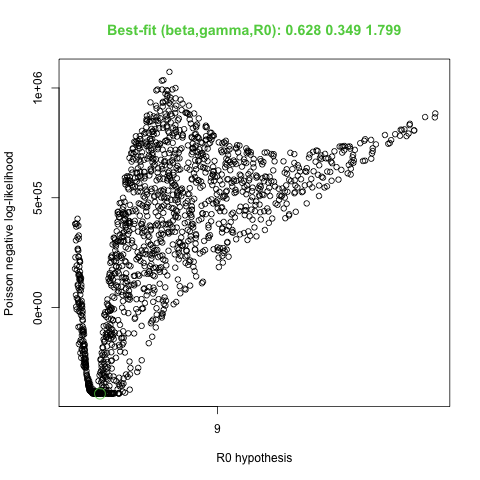 Best-fit (beta,gamma,R0): 0.628 0.349 1.799
1e+06
5e+05
0e+00
Poisson negative log-likelihood
9
R0 hypothesis